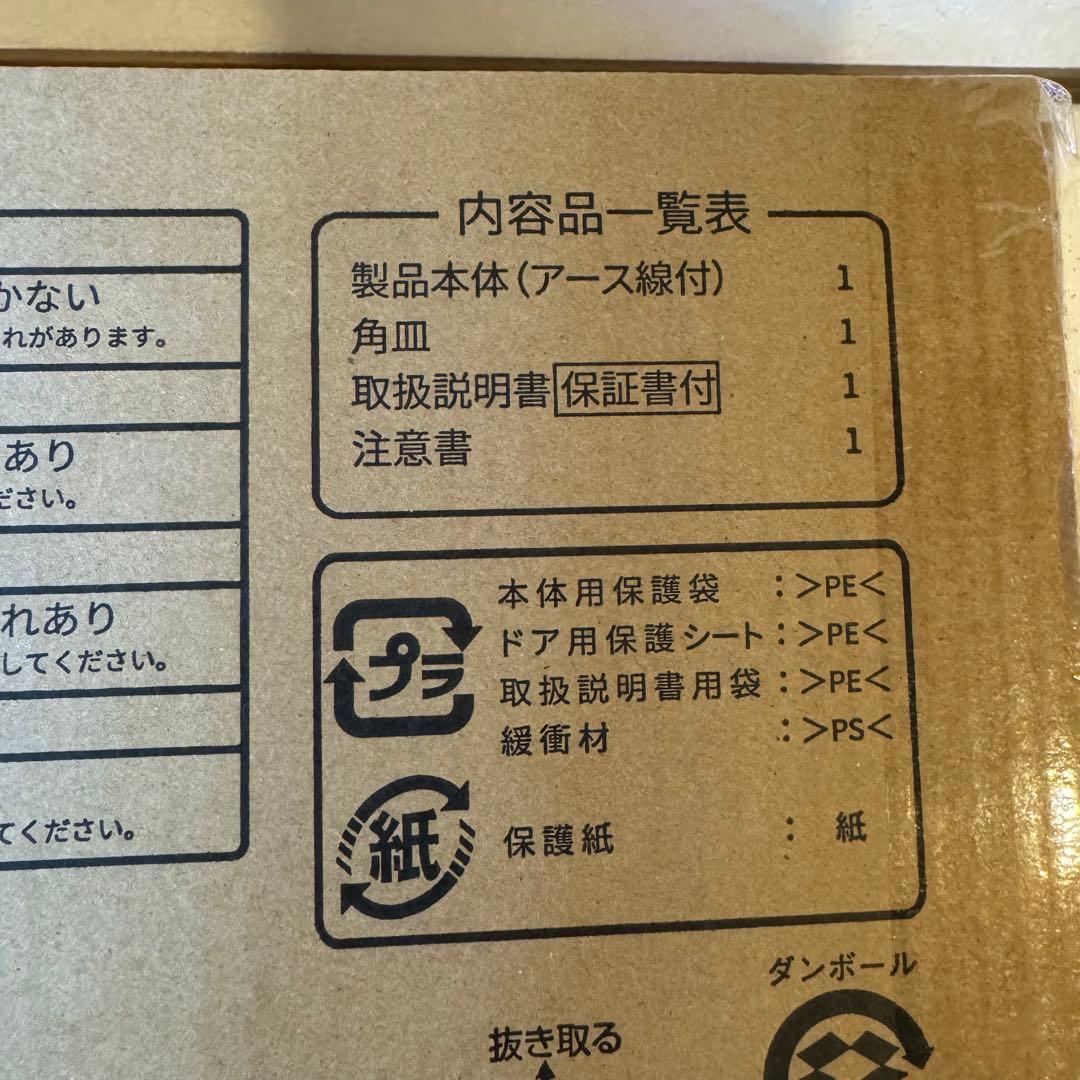 かない
れがあります。
あり
ださい。
れあり
してください。
てください。
内容品一覧表
製品本体(アース線付) 1
角皿 1
取扱説明書 保証書付 1
注意書 1
プラ
本体用保護袋 :>PE<
ドア用保護シート:>PE<
取扱説明書用袋 :>PE<
緩衝材 :>PS<
紙
保護紙 : 紙
ダンボール
抜き取る